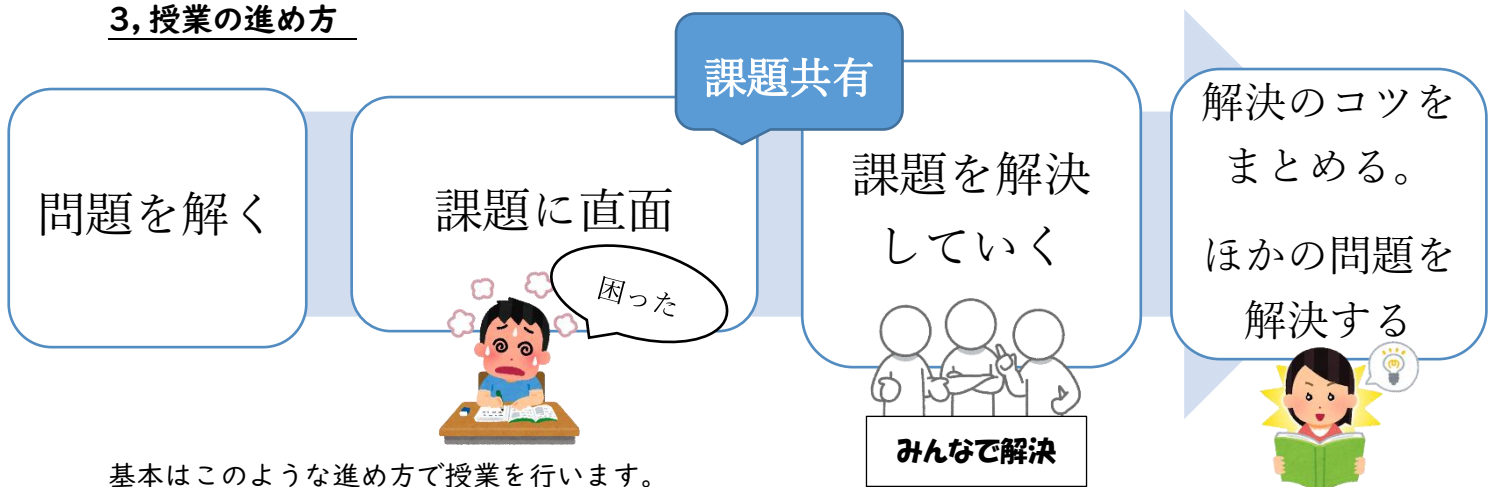 3,授業の進め方
問題を解く
課題に直面
困った
課題共有
課題を解決
していく
みんなで解決
解決のコツを
まとめる。
ほかの問題を
解決する
基本はこのような進め方で授業を行います。